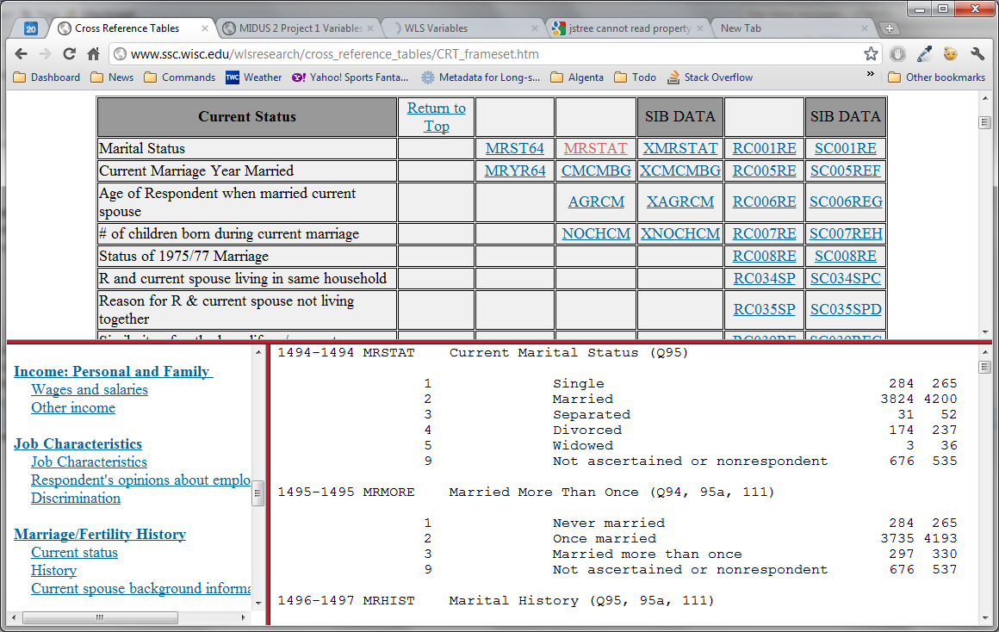 20 Cross Reference Tables MIDUS 2 Project 1 Variables WLS Variables jstree cannot read property New Tab
www.ssc.wisc.edu/wlsresearch/cross_reference_tables/CRT_frameset.htm
Dashboard News Commands TWC Weather Yahoo! Sports Fanta... Metadata for Long-s... Algenta Todo Stack Overflow » Other bookmarks
Current Status Return to Top SIB DATA SIB DATA
Marital Status MRST64 MRSTAT XMRSTAT RC001RE SC001RE
Current Marriage Year Married MRYR64 CMCMBG XCMCMBG RC005RE SC005REF
Age of Respondent when married current
spouse AGRCM XAGRCM RC006RE SC006REG
# of children born during current marriage NOCHCM XNOCHCM RC007RE SC007REH
Status of 1975/77 Marriage RC008RE SC008RE
R and current spouse living in same household RC034SP SC034SPC
Reason for R & current spouse not living
together RC035SP SC035SPD
Income: Personal and Family
Wages and salaries
Other income
Job Characteristics
Job Characteristics
Respondent's opinions about emplo
Discrimination
Marriage/Fertility History
Current status
History
Current spouse background informa
1494-1494 MRSTAT Current Marital Status (Q95)
1 Single 284 265
2 Married 3824 4200
3 Separated 31 52
4 Divorced 174 237
5 Widowed 3 36
9 Not ascertained or nonrespondent 676 535
1495-1495 MRMORE Married More Than Once (Q94, 95a, 111)
1 Never married 284 265
2 Once married 3735 4193
3 Married more than once 297 330
9 Not ascertained or nonrespondent 676 537
1496-1497 MRHIST Marital History (Q95, 95a, 111)